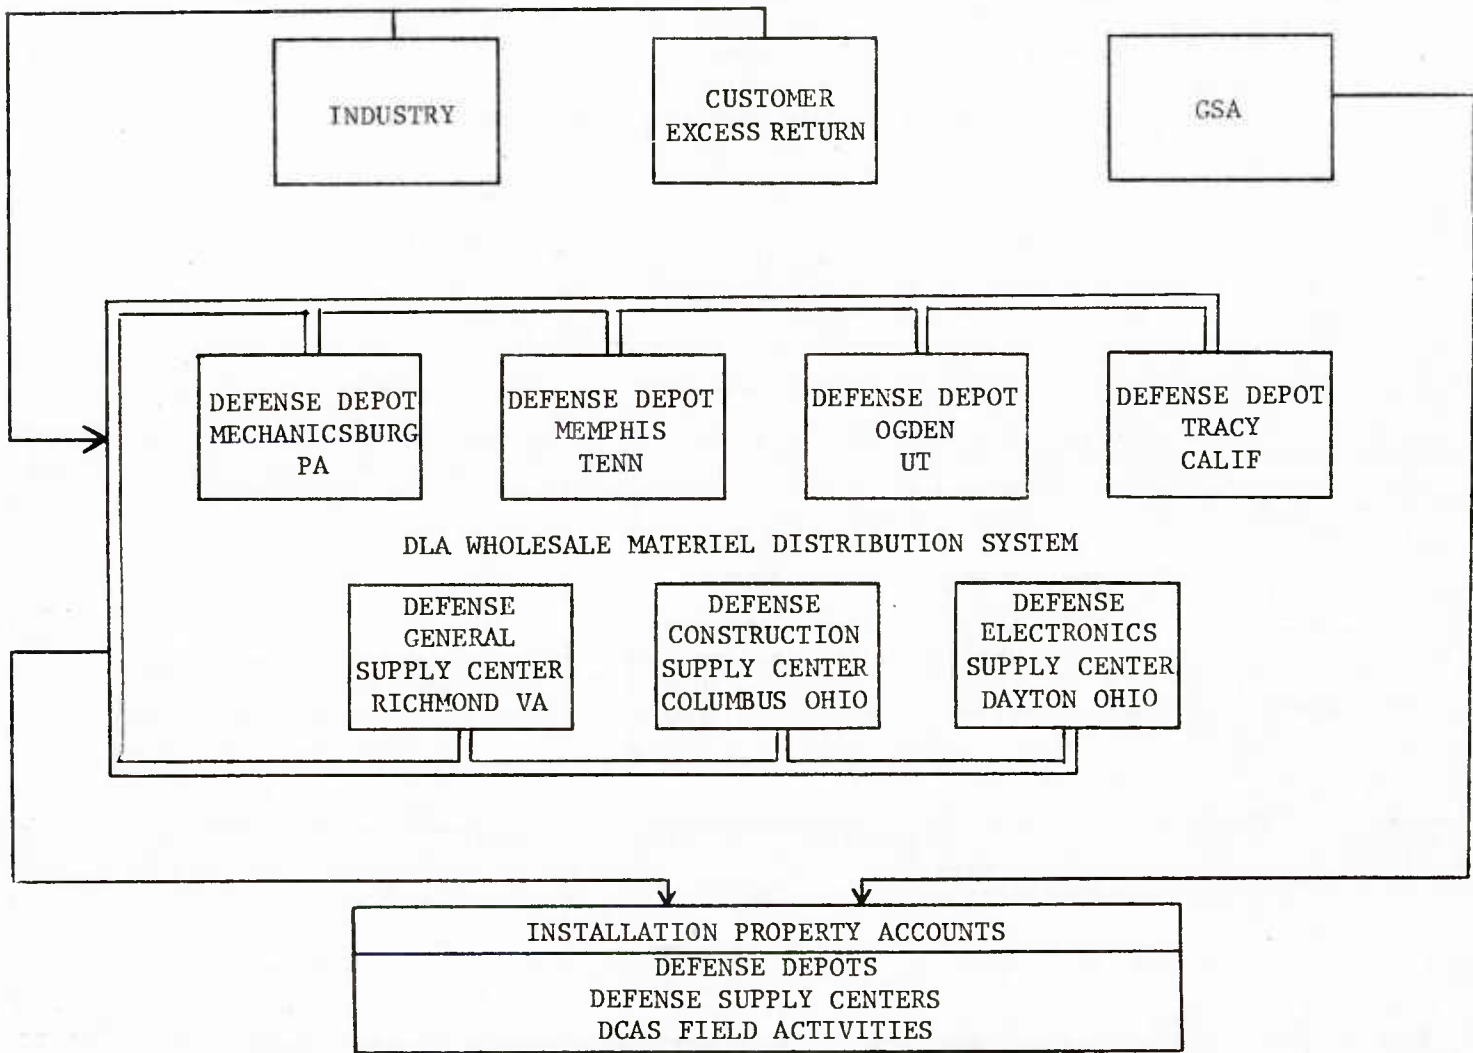 INDUSTRY
CUSTOMER
EXCESS RETURN
GSA
DEFENSE DEPOT
MECHANICSBURG
PA
DEFENSE DEPOT
MEMPHIS
TENN
DEFENSE DEPOT
OGDEN
UT
DEFENSE DEPOT
TRACY
CALIF
DLA WHOLESALE MATERIEL DISTRIBUTION SYSTEM
DEFENSE
GENERAL
SUPPLY CENTER
RICHMOND VA
DEFENSE
CONSTRUCTION
SUPPLY CENTER
COLUMBUS OHIO
DEFENSE
ELECTRONICS
SUPPLY CENTER
DAYTON OHIO
INSTALLATION PROPERTY ACCOUNTS
DEFENSE DEPOTS
DEFENSE SUPPLY CENTERS
DCAS FIELD ACTIVITIES